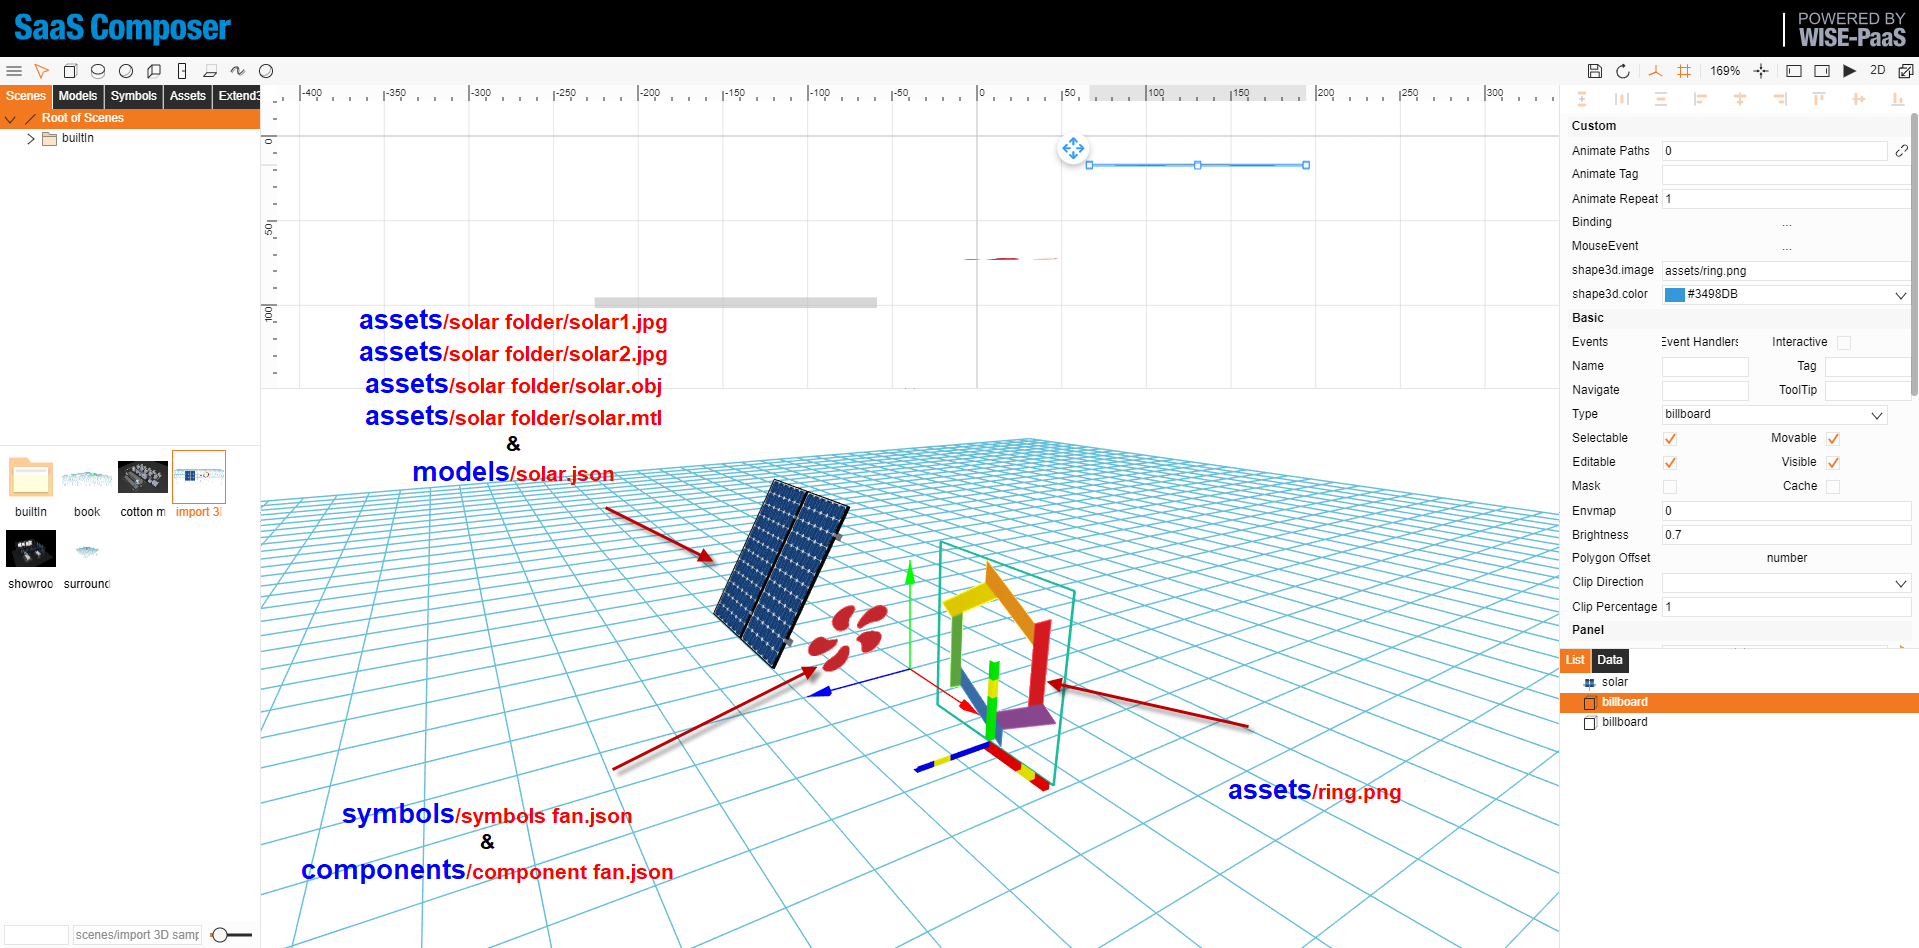 SaaS Composer
POWERED BY
WISE-PaaS
169%
2D
Scenes
Models
Symbols
Assets
Extend3
Root of Scenes
builtIn
-400
-350
-300
-250
-200
-150
-100
-50
0
50
100
150
200
250
300
0
50
100
assets/solar folder/solar1.jpg
assets/solar folder/solar2.jpg
assets/solar folder/solar.obj
assets/solar folder/solar.mtl
&
models/solar.json
symbols/symbols fan.json
&
components/component fan.json
assets/ring.png
builtIn
book
cotton m
import 3
showroo
surround
scenes/import 3D samp
Custom
Animate Paths 0
Animate Tag
Animate Repeat 1
Binding ...
MouseEvent ...
shape3d.image assets/ring.png
shape3d.color #3498DB
Basic
Events Event Handlers Interactive
Name Tag
Navigate ToolTip
Type billboard
Selectable Movable
Editable Visible
Mask Cache
Envmap 0
Brightness 0.7
Polygon Offset number
Clip Direction
Clip Percentage 1
Panel
List Data
solar
billboard
billboard